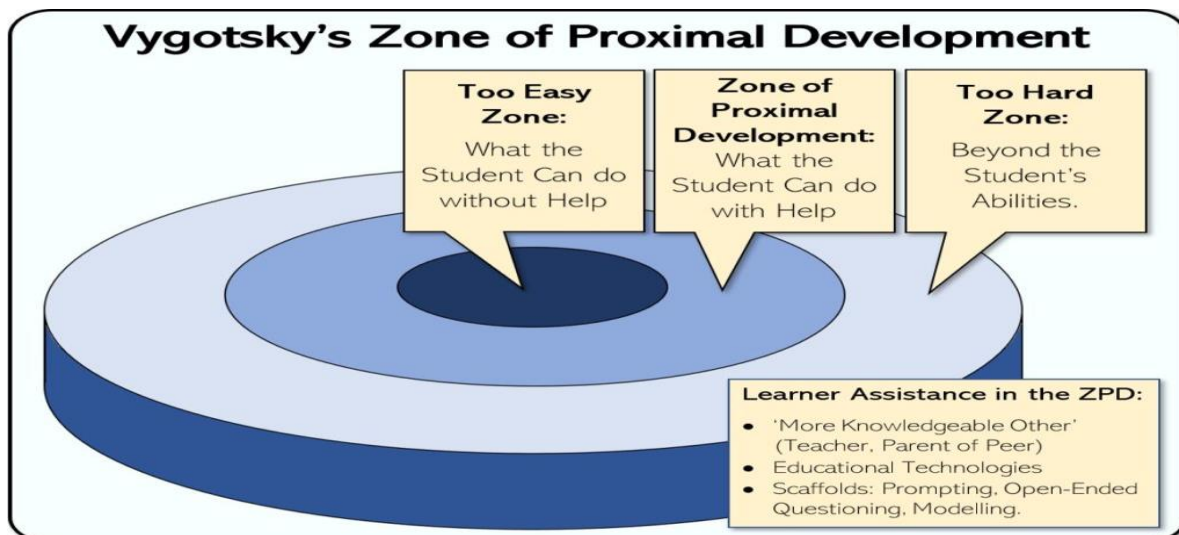 Vygotsky's Zone of Proximal Development
Too Easy
Zone:
What the
Student Can do
without Help
Zone of
Proximal
Development:
What the
Student Can do
with Help
Too Hard
Zone:
Beyond the
Student's
Abilities.
Learner Assistance in the ZPD:
• 'More Knowledgeable Other'
(Teacher, Parent of Peer)
• Educational Technologies
• Scaffolds: Prompting, Open-Ended
Questioning, Modelling.